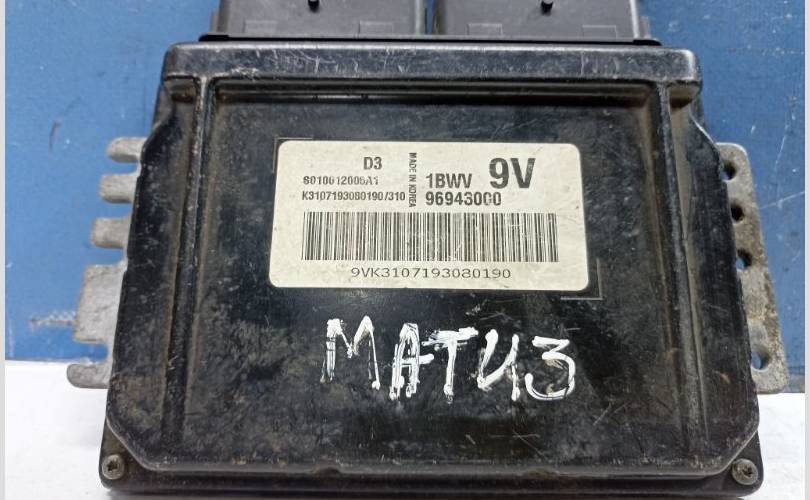 D3
S010012006A1
K3107193080190/310
MADE IN KOREA
1BWV 9V
96943000
9VK3107193080190
МАТИЗ